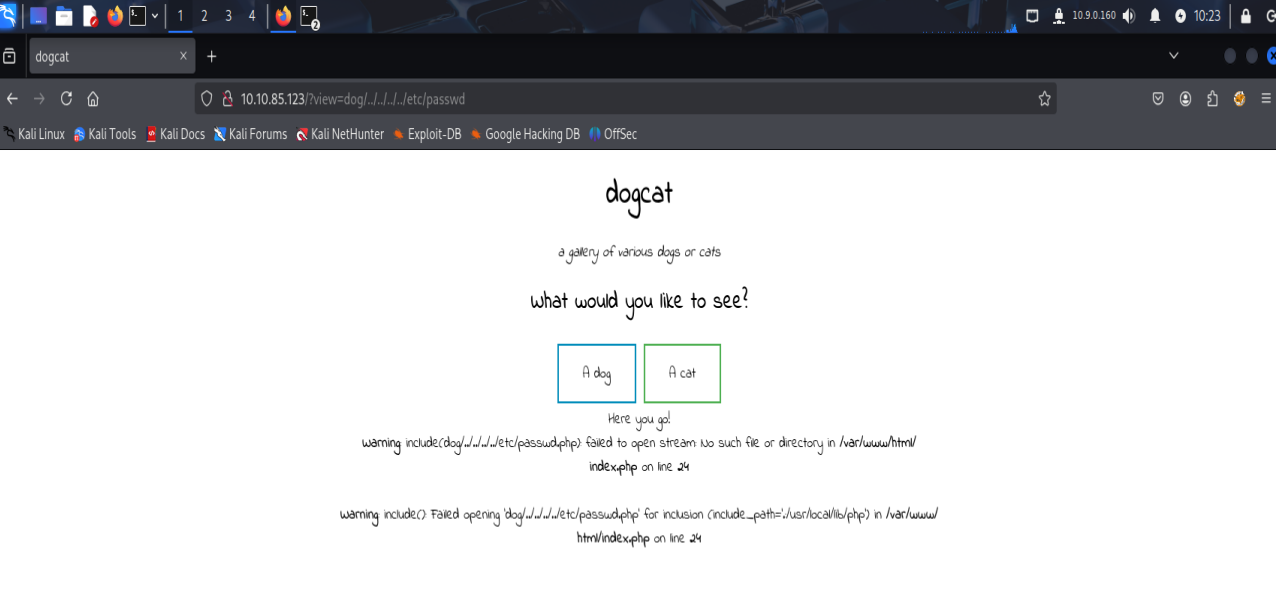 1 2 3 4 2 10.9.0.160 10:23
dogcat
10.10.85.123/?view=dog/../../../../etc/passwd
Kali Linux Kali Tools Kali Docs Kali Forums Kali NetHunter Exploit-DB Google Hacking DB OffSec
dogcat
a gallery of various dogs or cats
What would you like to see?
A dog A cat
Here you go!
Warning: include(dog/../../../../etc/passwd.php): failed to open stream: No such file or directory in /var/www/html/
index.php on line 24
Warning: include(): Failed opening 'dog/../../../../etc/passwd.php' for inclusion (include_path='.:/usr/local/lib/php') in /var/www/
html/index.php on line 24